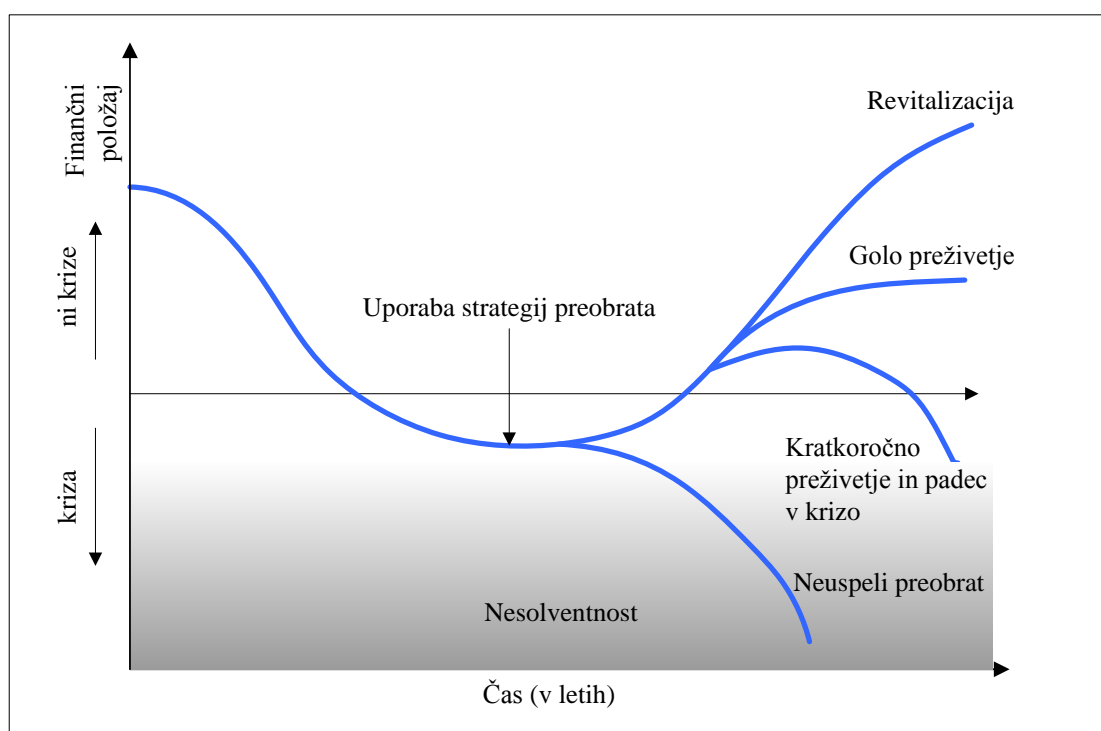 Finančni
položaj
ni krize
kriza
Revitalizacija
Golo preživetje
Uporaba strategij preobrata
Kratkoročno
preživetje in padec
v krizo
Neuspeli preobrat
Nesolventnost
Čas (v letih)